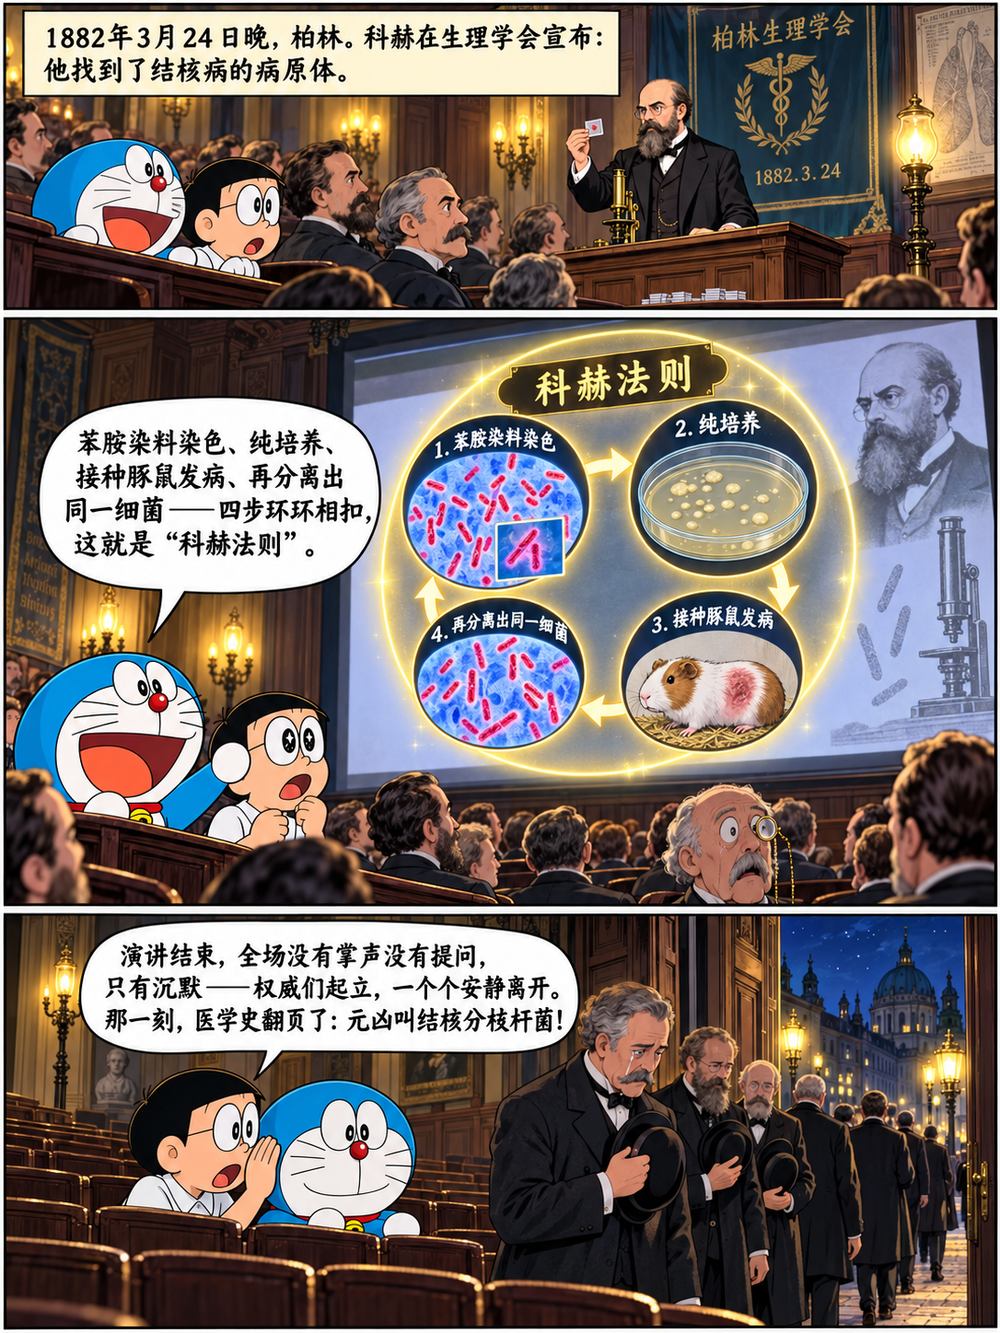 1882年3月24日晚，柏林。科赫在生理学会宣布：
他找到了结核病的病原体。
柏林生理学会
1882.3.24
科赫法则
苯胺染料染色、纯培养、
接种豚鼠发病、再分离出
同一细菌——四步环环相扣，
这就是“科赫法则”。
1. 苯胺染料染色
2. 纯培养
3. 接种豚鼠发病
4. 再分离出同一细菌
演讲结束，全场没有掌声没有提问，
只有沉默——权威们起立，一个个安静离开。
那一刻，医学史翻页了：元凶叫结核分枝杆菌！